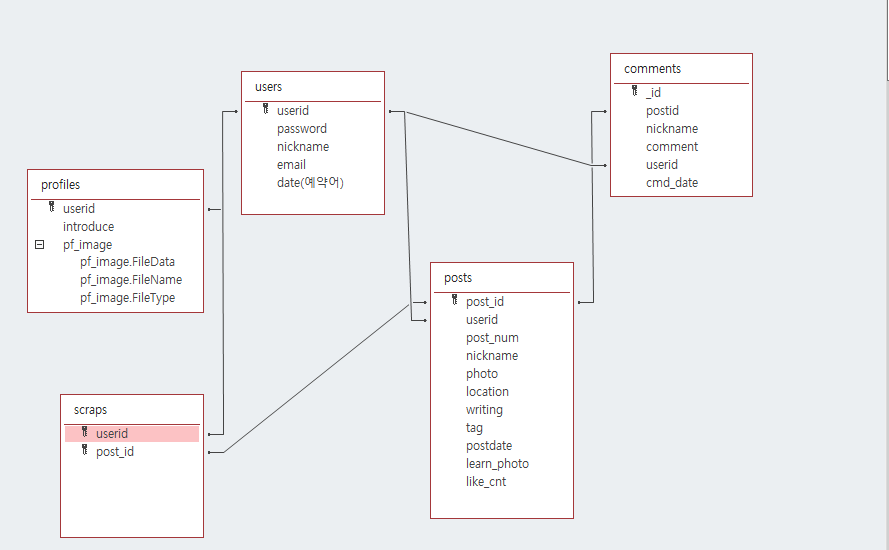 users
userid
password
nickname
email
date(예약어)
comments
_id
postid
nickname
comment
userid
cmd_date
profiles
userid
introduce
pf_image
pf_image.FileData
pf_image.FileName
pf_image.FileType
posts
post_id
userid
post_num
nickname
photo
location
writing
tag
postdate
learn_photo
like_cnt
scraps
userid
post_id